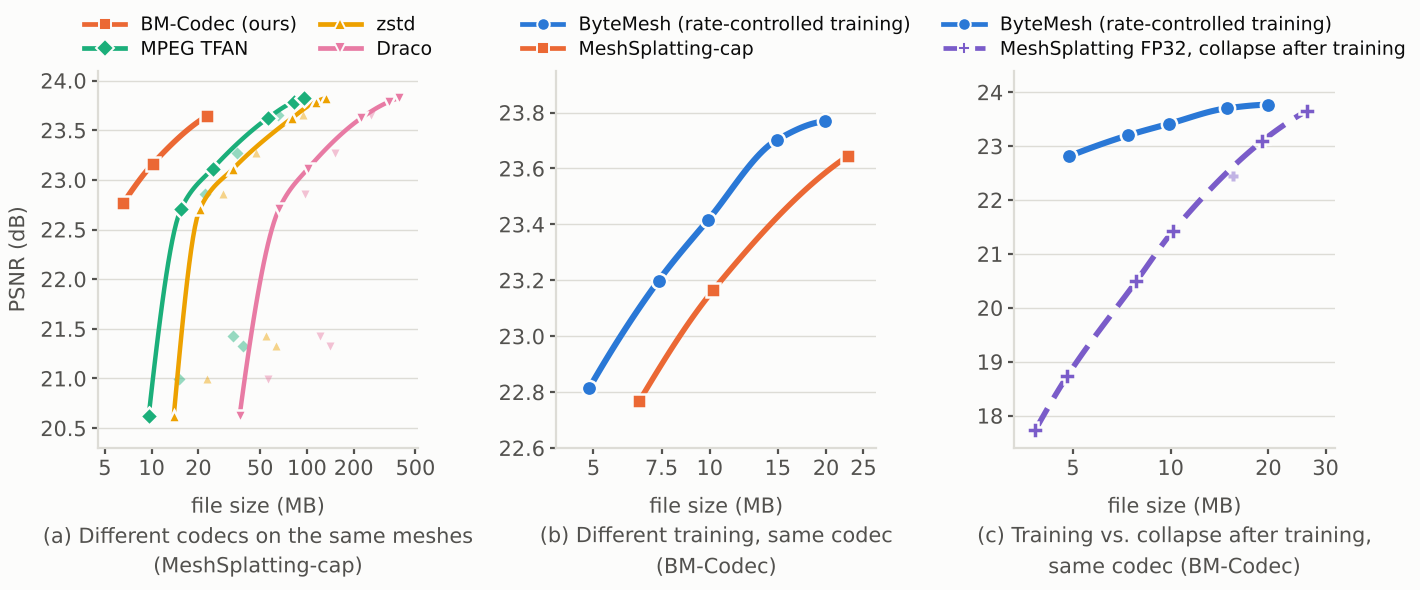 BM-Codec (ours)
MPEG TFAN
zstd
Draco
PSNR (dB)
24.0
23.5
23.0
22.5
22.0
21.5
21.0
20.5
5 10 20 50 100 200 500
file size (MB)
(a) Different codecs on the same meshes
(MeshSplatting-cap)
ByteMesh (rate-controlled training)
MeshSplatting-cap
23.8
23.6
23.4
23.2
23.0
22.8
22.6
5 7.5 10 15 20 25
file size (MB)
(b) Different training, same codec
(BM-Codec)
ByteMesh (rate-controlled training)
MeshSplatting FP32, collapse after training
24
23
22
21
20
19
18
5 10 20 30
file size (MB)
(c) Training vs. collapse after training,
same codec (BM-Codec)